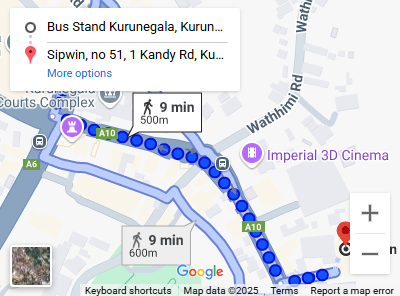 Bus Stand Kurunegala, Kurun...
Sipwin, no 51, 1 Kandy Rd, Ku...
More options
Courts Complex
9 min
500m
A10
A6
Wathhimi Rd
Imperial 3D Cinema
A10
9 min
600m
Google
Keyboard shortcuts
Map data ©2025
Terms
Report a map error